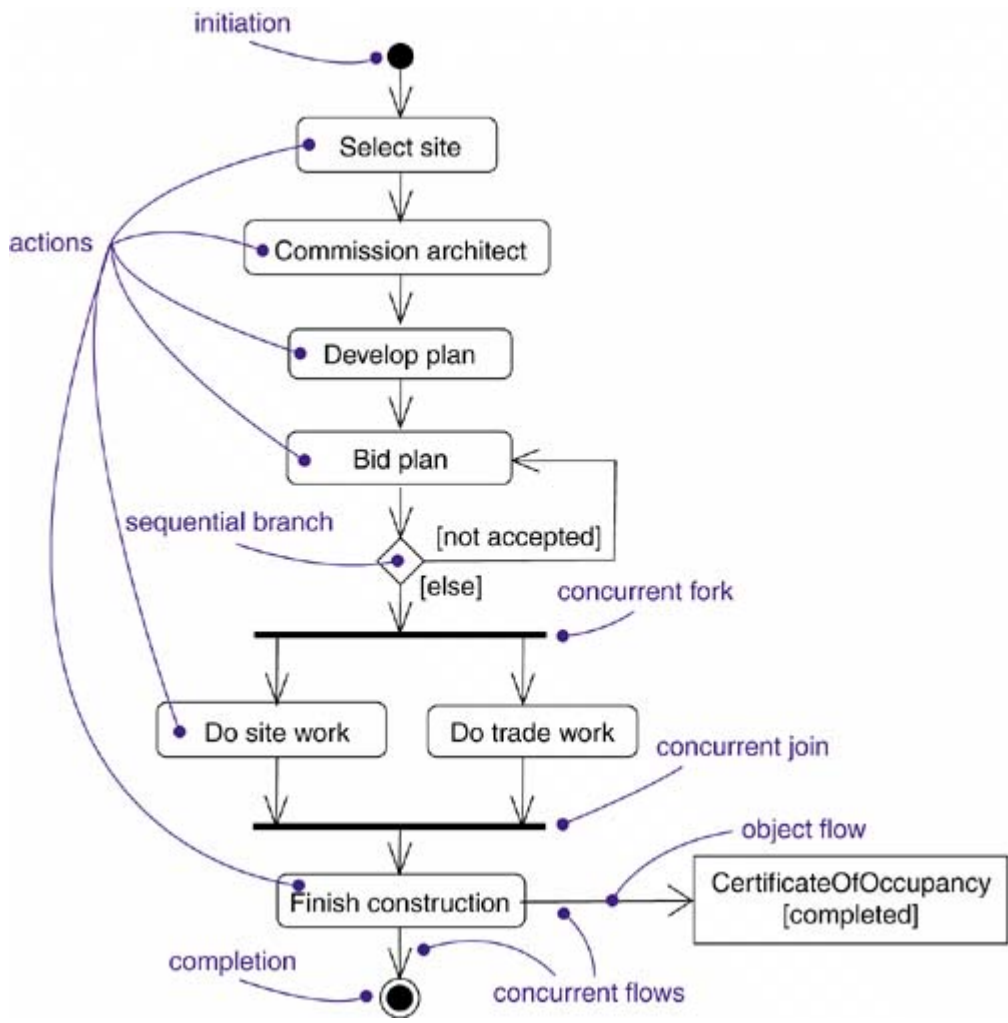 initiation
Select site
actions
Commission architect
Develop plan
Bid plan
sequential branch
[not accepted]
[else]
concurrent fork
Do site work
Do trade work
concurrent join
object flow
CertificateOfOccupancy
[completed]
Finish construction
completion
concurrent flows